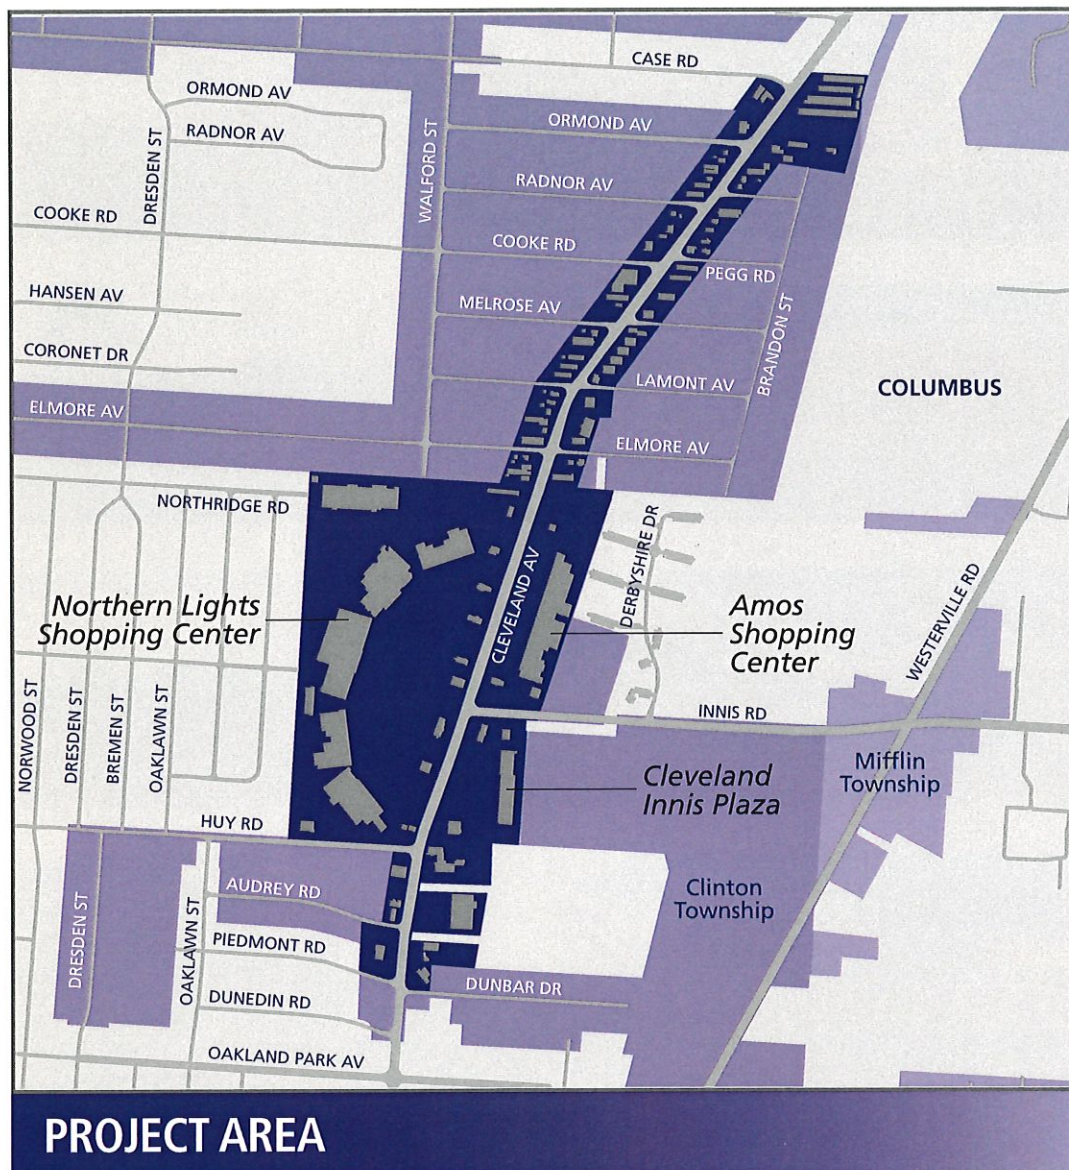 CASE RD
ORMOND AV
ORMOND AV
RADNOR AV
DRESDEN ST
WALFORD ST
RADNOR AV
COOKE RD
COOKE RD
PEGG RD
HANSEN AV
MELROSE AV
BRANDON ST
CORONET DR
LAMONT AV
COLUMBUS
ELMORE AV
ELMORE AV
NORTHRIDGE RD
DERBYSHIRE DR
CLEVELAND AV
Northern Lights
Shopping Center
Amos
Shopping
Center
WESTERVILLE RD
NORWOOD ST
DRESDEN ST
BREMEN ST
OAKLAWN ST
INNIS RD
Mifflin
Township
Cleveland
Innis Plaza
HUY RD
AUDREY RD
Clinton
Township
DRESDEN ST
OAKLAWN ST
PIEDMONT RD
DUNBAR DR
DUNEDIN RD
OAKLAND PARK AV
PROJECT AREA